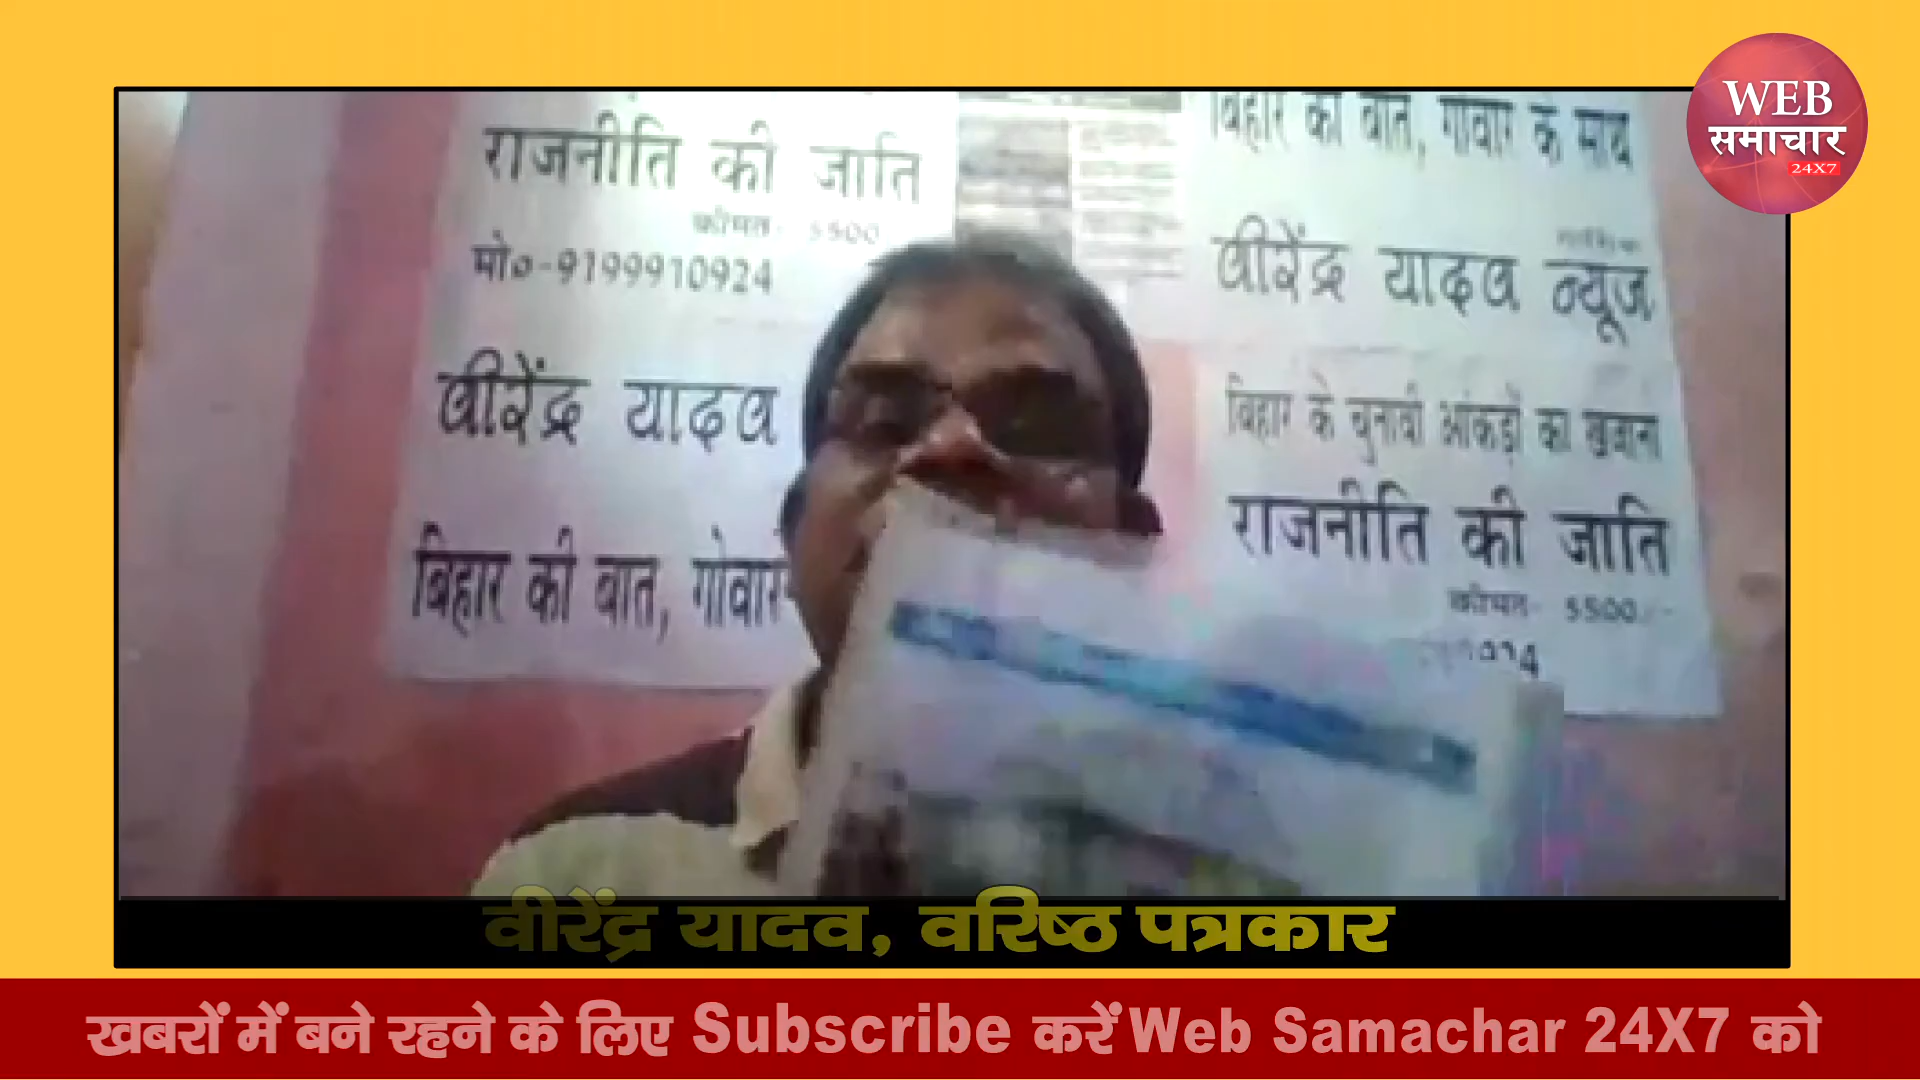 WEB
समाचार
24X7
राजनीति की जाति
कीमत- 5500
मो०-9199910924
वीरेंद्र यादव
बिहार की बात, गोवार
बिहार की बात, गोवार के साथ
वीरेंद्र यादव न्यूज
बिहार के चुनावी आंकड़ों का खजाना
राजनीति की जाति
कीमत- 5500/-
वीरेंद्र यादव, वरिष्ठ पत्रकार
खबरों में बने रहने के लिए Subscribe करें Web Samachar 24X7 को